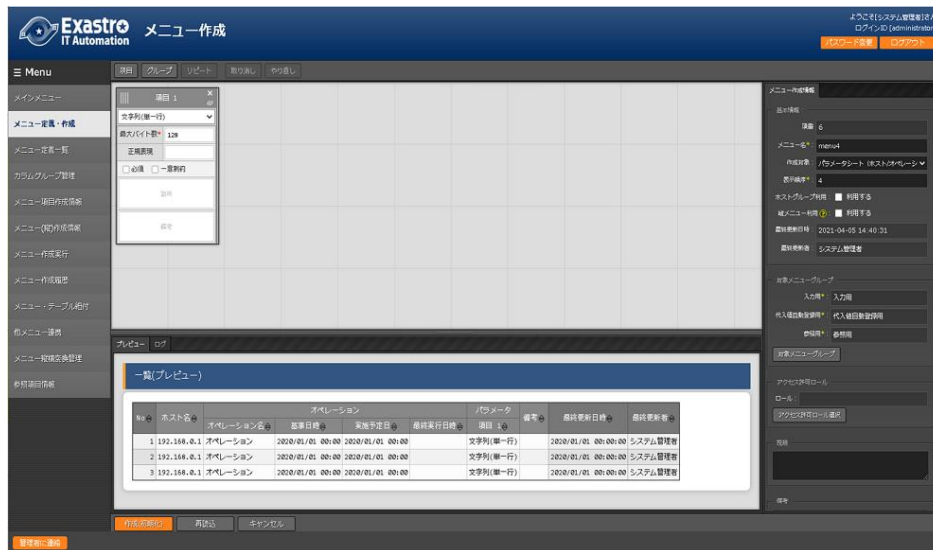 Exastro
IT Automation
メニュー作成
ようこそ[システム管理者]さん
ログインID [administrator
パスワード変更
ログアウト
Menu
メインメニュー
メニュー定義・作成
メニュー定義一覧
カラムグループ管理
メニュー項目作成情報
メニュー(縦)作成情報
メニュー作成実行
メニュー作成履歴
メニュー・テーブル紐付
他メニュー連携
メニュー縦横変換管理
参照項目情報
項目 グループ リピート 取り消し やり直し
項目 1
文字列(単一行)
最大バイト数* 128
正規表現
必須 一意制約
説明
備考
プレビュー ログ
一覧(プレビュー)
No ホスト名 オペレーション パラメータ 備考 最終更新日時 最終更新者
オペレーション名 基準日時 実施予定日 最終実行日時 項目 1
1 192.168.0.1 オペレーション 2020/01/01 00:00 2020/01/01 00:00 文字列(単一行) 2020/01/01 00:00:00 システム管理者
2 192.168.0.1 オペレーション 2020/01/01 00:00 2020/01/01 00:00 文字列(単一行) 2020/01/01 00:00:00 システム管理者
3 192.168.0.1 オペレーション 2020/01/01 00:00 2020/01/01 00:00 文字列(単一行) 2020/01/01 00:00:00 システム管理者
作成(初期化) 再読込 キャンセル
管理者に連絡
メニュー作成情報
基本情報
項番 6
メニュー名* : menu4
作成対象 : パラメータシート(ホスト/オペレーシ
表示順序* : 4
ホストグループ利用 : 利用する
縦メニュー利用 : 利用する
最終更新日時 : 2021-04-05 14:40:31
最終更新者 : システム管理者
対象メニューグループ
入力用* : 入力用
代入値自動登録用* : 代入値自動登録用
参照用* : 参照用
対象メニューグループ
アクセス許可ロール
ロール :
アクセス許可ロール選択
説明
備考